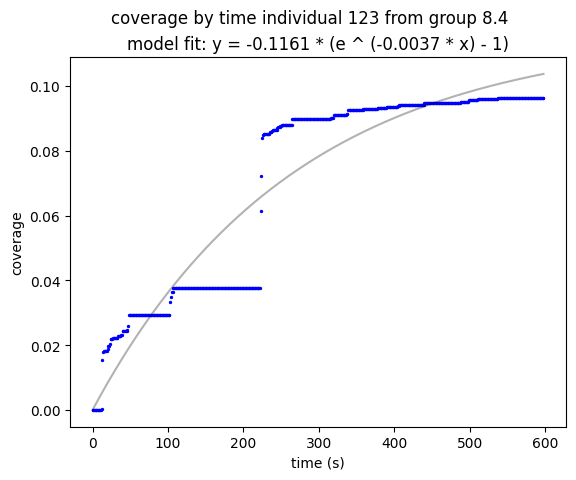 coverage by time individual 123 from group 8.4
model fit: y = -0.1161 * (e ^ (-0.0037 * x) - 1)
0.10
0.08
0.06
0.04
0.02
0.00
coverage
0 100 200 300 400 500 600
time (s)